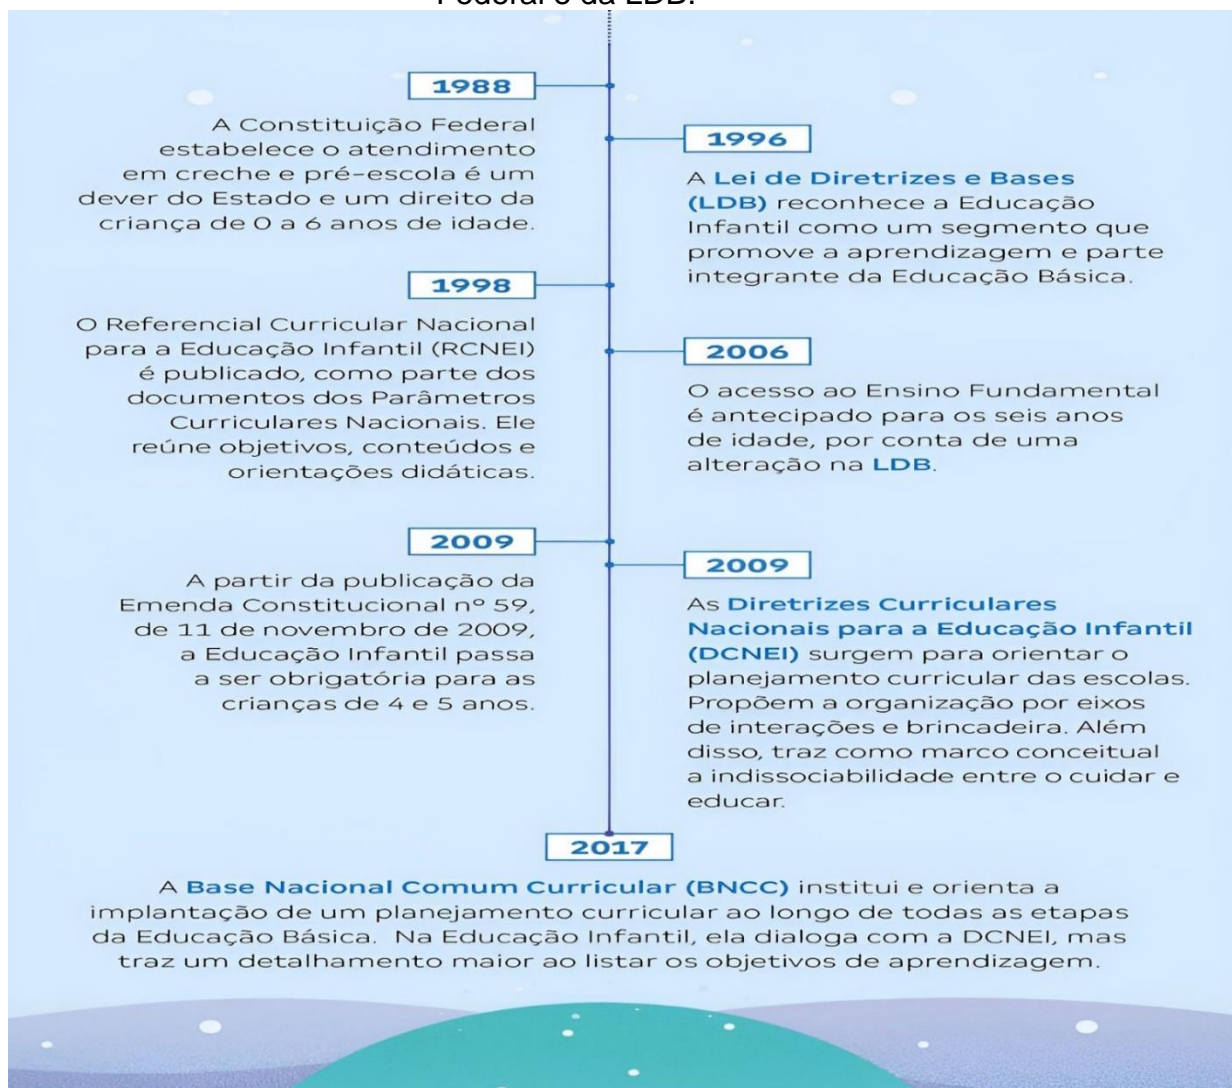 Federal e da LDB.
1988
A Constituição Federal
estabelece o atendimento
em creche e pré-escola é um
dever do Estado e um direito da
criança de 0 a 6 anos de idade.
1996
A Lei de Diretrizes e Bases
(LDB) reconhece a Educação
Infantil como um segmento que
promove a aprendizagem e parte
integrante da Educação Básica.
1998
O Referencial Curricular Nacional
para a Educação Infantil (RCNEI)
é publicado, como parte dos
documentos dos Parâmetros
Curriculares Nacionais. Ele
reúne objetivos, conteúdos e
orientações didáticas.
2006
O acesso ao Ensino Fundamental
é antecipado para os seis anos
de idade, por conta de uma
alteração na LDB.
2009
A partir da publicação da
Emenda Constitucional nº 59,
de 11 de novembro de 2009,
a Educação Infantil passa
a ser obrigatória para as
crianças de 4 e 5 anos.
2009
As Diretrizes Curriculares
Nacionais para a Educação Infantil
(DCNEI) surgem para orientar o
planejamento curricular das escolas.
Propõem a organização por eixos
de interações e brincadeira. Além
disso, traz como marco conceitual
a indissociabilidade entre o cuidar e
educar.
2017
A Base Nacional Comum Curricular (BNCC) institui e orienta a
implantação de um planejamento curricular ao longo de todas as etapas
da Educação Básica. Na Educação Infantil, ela dialoga com a DCNEI, mas
traz um detalhamento maior ao listar os objetivos de aprendizagem.